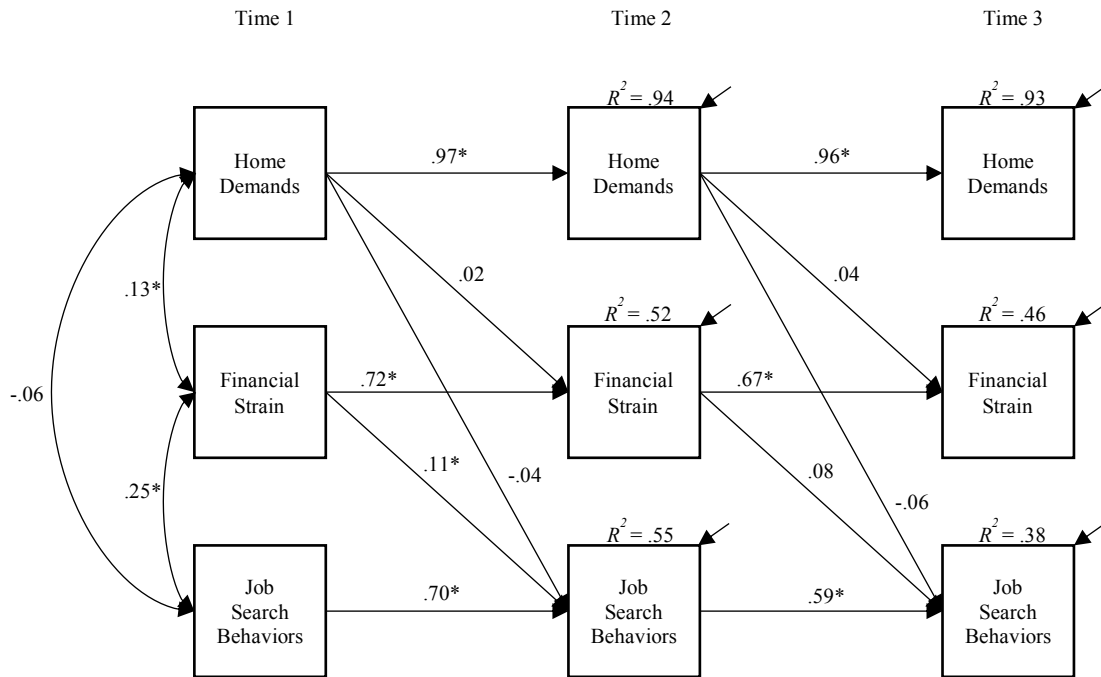 Time 1
Time 2
Time 3
R² = .94
R² = .93
Home
Demands
.97*
Home
Demands
.96*
Home
Demands
.02
.04
.13*
R² = .52
R² = .46
-.06
Financial
Strain
.72*
Financial
Strain
.67*
Financial
Strain
.11*
-.04
.08
-.06
.25*
R² = .55
R² = .38
Job
Search
Behaviors
.70*
Job
Search
Behaviors
.59*
Job
Search
Behaviors